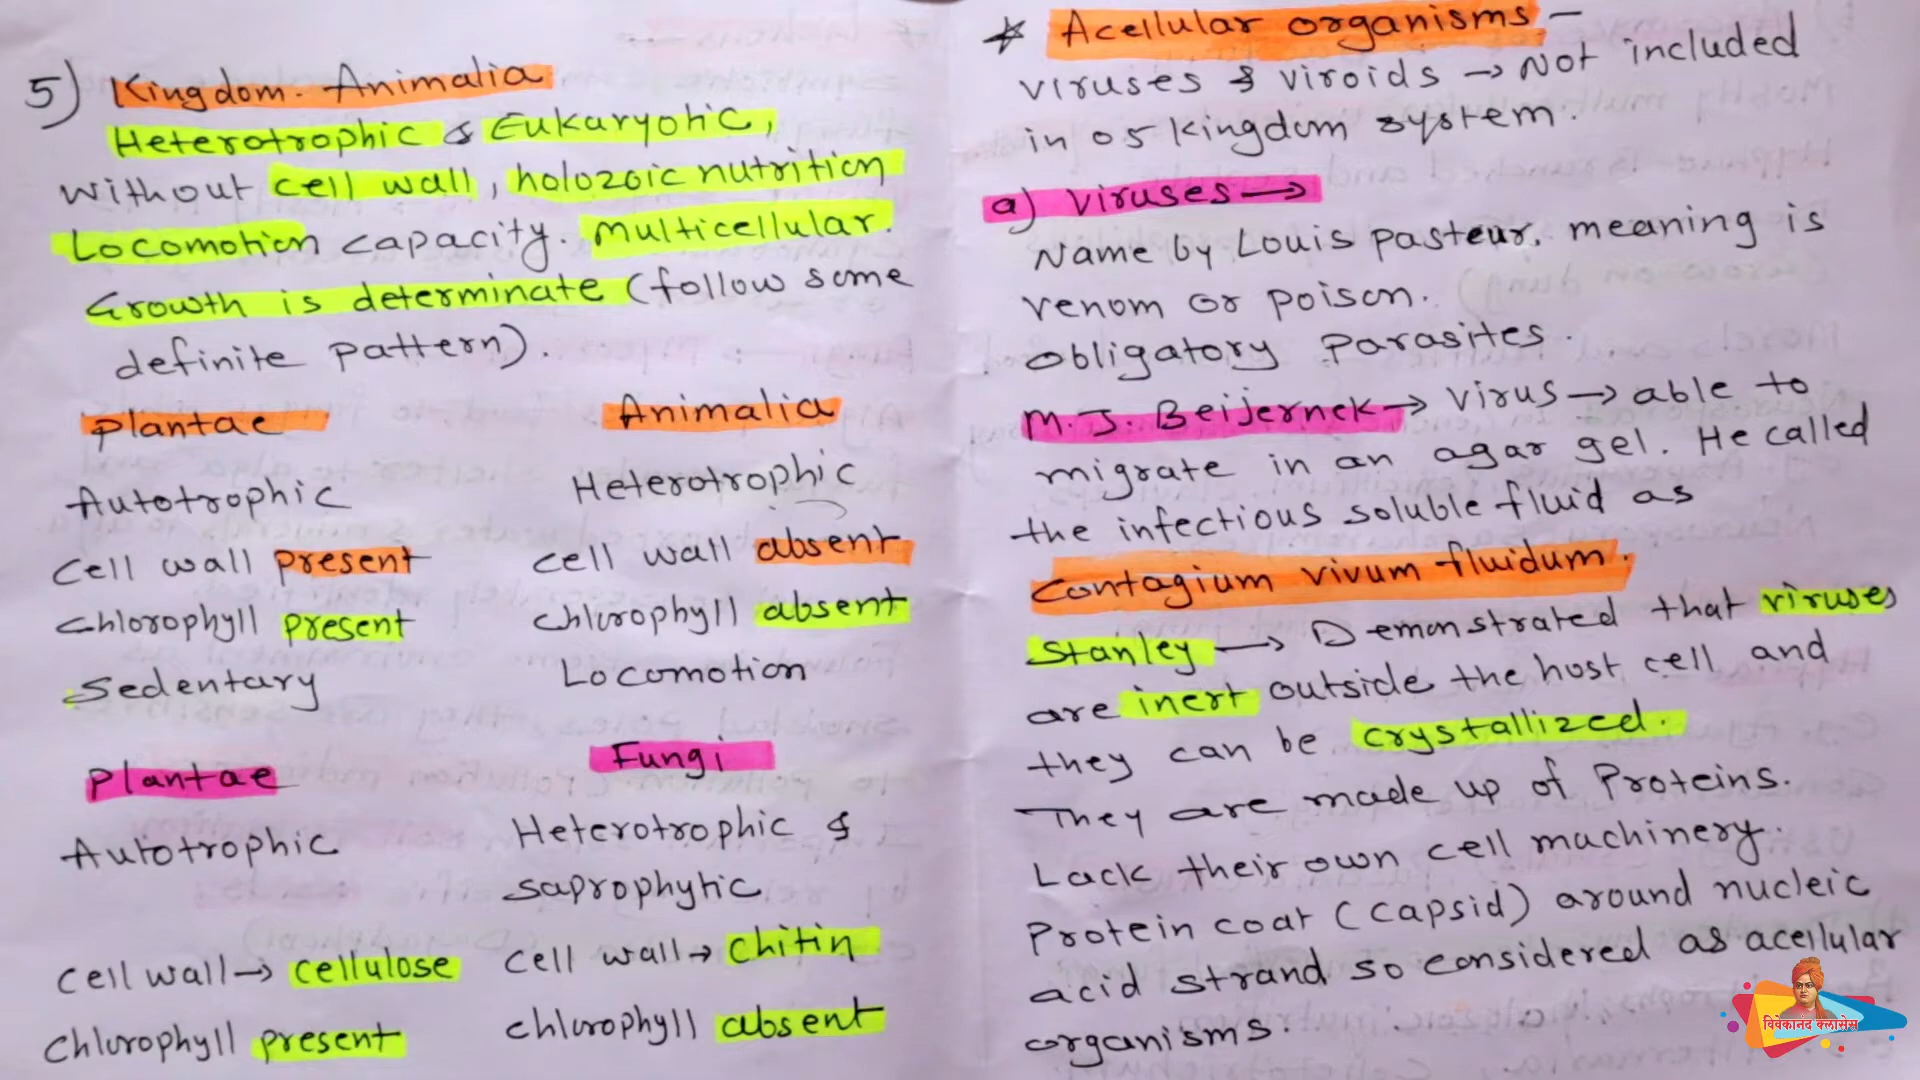 5) Kingdom. Animalia
Heterotrophic & Eukaryotic,
without cell wall, holozoic nutrition
Locomotion capacity. Multicellular.
Growth is determinate (follow some
definite pattern).
Plantae Animalia
Autotrophic Heterotrophic
Cell wall present Cell wall absent
Chlorophyll present Chlorophyll absent
Sedentary Locomotion
Plantae Fungi
Autotrophic Heterotrophic &
saprophytic
Cell wall → cellulose Cell wall → chitin
Chlorophyll present Chlorophyll absent
* Acellular organisms –
Viruses & viroids → Not included
in 05 Kingdom system.
a) Viruses →
Name by Louis Pasteur. meaning is
venom or poison.
Obligatory Parasites.
M.J. Beijernek → Virus → able to
migrate in an agar gel. He called
the infectious soluble fluid as
Contagium vivum fluidum.
Stanley → Demonstrated that viruses
are inert outside the host cell and
they can be crystallized.
They are made up of Proteins.
Lack their own cell machinery.
Protein coat (capsid) around nucleic
acid strand so considered as acellular
organisms.
विवेकानंद क्लासेस